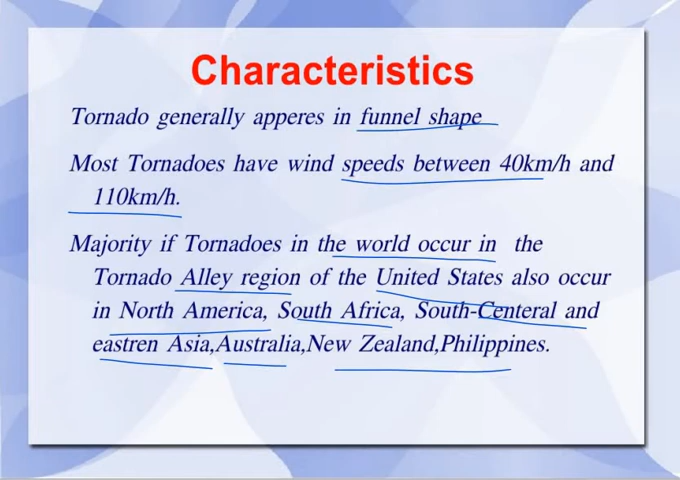 Characteristics
Tornado generally apperes in funnel shape
Most Tornadoes have wind speeds between 40km/h and
110km/h.
Majority if Tornadoes in the world occur in the
Tornado Alley region of the United States also occur
in North America, South Africa, South-Centeral and
eastren Asia,Australia,New Zealand,Philippines.